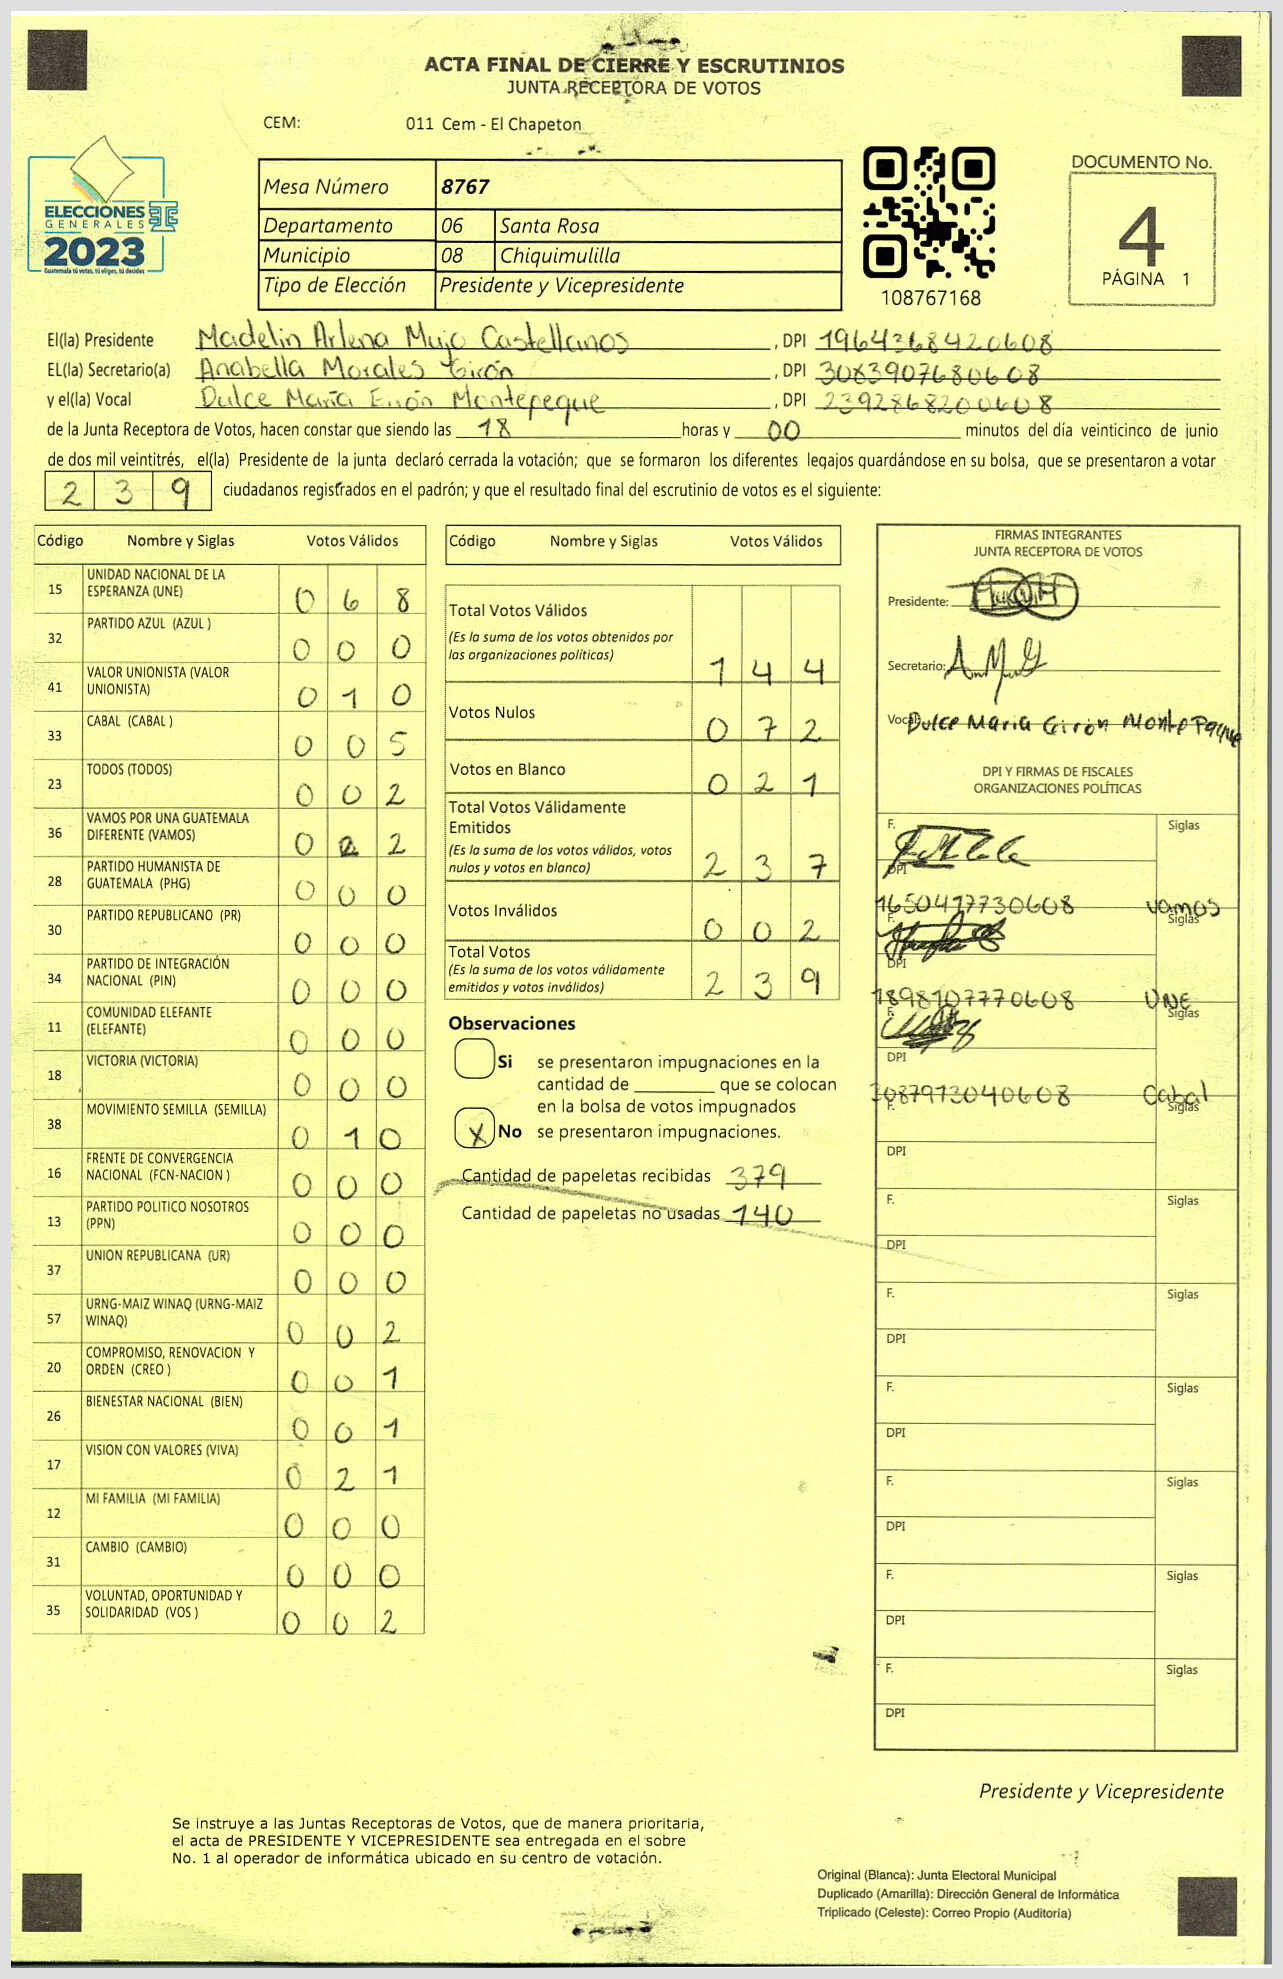 ACTA FINAL DE CIERRE Y ESCRUTINIOS
JUNTA RECEPTORA DE VOTOS
CEM: 011 Cem - El Chapeton
ELECCIONES
GENERALES
2023
Guatemala tú votas, tú eliges, tú decides
Mesa Número 8767
Departamento 06 Santa Rosa
Municipio 08 Chiquimulilla
Tipo de Elección Presidente y Vicepresidente
108767168
DOCUMENTO No.
4
PÁGINA 1
El(la) Presidente Madelin Arlena Mujo Castellanos, DPI 1964368420608
EL(la) Secretario(a) Anabella Morales Girón, DPI 3083907680608
y el(la) Vocal Dulce María Girón Montepeque, DPI 2392868200608
de la Junta Receptora de Votos, hacen constar que siendo las 18 horas y 00 minutos del día veinticinco de junio
de dos mil veintitrés, el(la) Presidente de la junta declaró cerrada la votación; que se formaron los diferentes legajos guardándose en su bolsa, que se presentaron a votar
239 ciudadanos registrados en el padrón; y que el resultado final del escrutinio de votos es el siguiente:
Código Nombre y Siglas Votos Válidos
15 UNIDAD NACIONAL DE LA ESPERANZA (UNE) 0 6 8
32 PARTIDO AZUL (AZUL ) 0 0 0
41 VALOR UNIONISTA (VALOR UNIONISTA) 0 1 0
33 CABAL (CABAL ) 0 0 5
23 TODOS (TODOS) 0 0 2
36 VAMOS POR UNA GUATEMALA DIFERENTE (VAMOS) 0 2 2
28 PARTIDO HUMANISTA DE GUATEMALA (PHG) 0 0 0
30 PARTIDO REPUBLICANO (PR) 0 0 0
34 PARTIDO DE INTEGRACIÓN NACIONAL (PIN) 0 0 0
11 COMUNIDAD ELEFANTE (ELEFANTE) 0 0 0
18 VICTORIA (VICTORIA) 0 0 0
38 MOVIMIENTO SEMILLA (SEMILLA) 0 1 0
16 FRENTE DE CONVERGENCIA NACIONAL (FCN-NACION ) 0 0 0
13 PARTIDO POLITICO NOSOTROS (PPN) 0 0 0
37 UNION REPUBLICANA (UR) 0 0 0
57 URNG-MAIZ WINAQ (URNG-MAIZ WINAQ) 0 0 2
20 COMPROMISO, RENOVACION Y ORDEN (CREO ) 0 0 1
26 BIENESTAR NACIONAL (BIEN) 0 0 1
17 VISION CON VALORES (VIVA) 0 2 1
12 MI FAMILIA (MI FAMILIA) 0 0 0
31 CAMBIO (CAMBIO) 0 0 0
35 VOLUNTAD, OPORTUNIDAD Y SOLIDARIDAD (VOS ) 0 0 2
Código Nombre y Siglas Votos Válidos
Total Votos Válidos 1 4 4
(Es la suma de los votos obtenidos por
las organizaciones políticas)
Votos Nulos 0 7 2
Votos en Blanco 0 2 1
Total Votos Válidamente
Emitidos 2 3 7
(Es la suma de los votos válidos, votos
nulos y votos en blanco)
Votos Inválidos 0 0 2
Total Votos 2 3 9
(Es la suma de los votos válidamente
emitidos y votos inválidos)
Observaciones
Si se presentaron impugnaciones en la
cantidad de ________ que se colocan
en la bolsa de votos impugnados
X No se presentaron impugnaciones.
Cantidad de papeletas recibidas 379
Cantidad de papeletas no usadas 140
FIRMAS INTEGRANTES
JUNTA RECEPTORA DE VOTOS
Presidente:
Secretario:
Vocal: Dulce Maria Girón Montepeque
DPI Y FIRMAS DE FISCALES
ORGANIZACIONES POLÍTICAS
F. Siglas
DPI
1650417730608 vamos
F. Siglas
DPI
1898107770608 UNE
F. Siglas
DPI
3087973040608 Cabal
F. Siglas
DPI
F. Siglas
DPI
F. Siglas
DPI
F. Siglas
DPI
F. Siglas
DPI
F. Siglas
DPI
F. Siglas
DPI
Presidente y Vicepresidente
Se instruye a las Juntas Receptoras de Votos, que de manera prioritaria,
el acta de PRESIDENTE Y VICEPRESIDENTE sea entregada en el sobre
No. 1 al operador de informática ubicado en su centro de votación.
Original (Blanca): Junta Electoral Municipal
Duplicado (Amarilla): Dirección General de Informática
Triplicado (Celeste): Correo Propio (Auditoría)